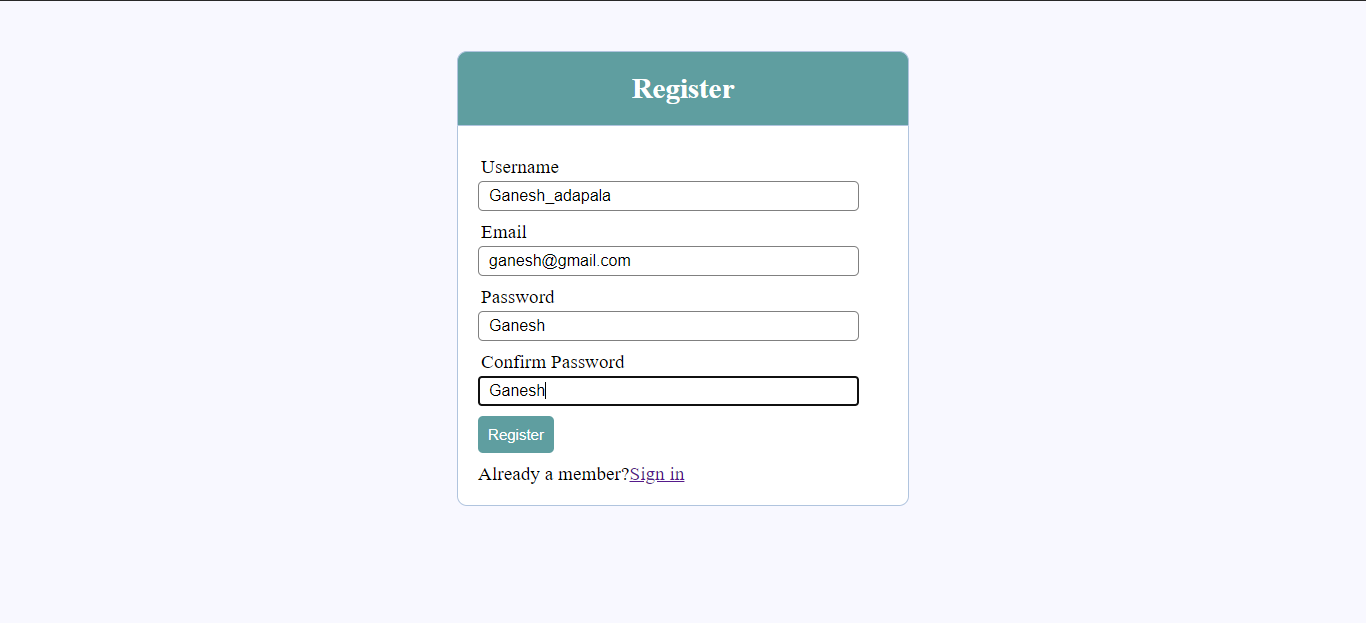 Register
Username
Ganesh_adapala
Email
ganesh@gmail.com
Password
Ganesh
Confirm Password
Ganesh
Register
Already a member?Sign in